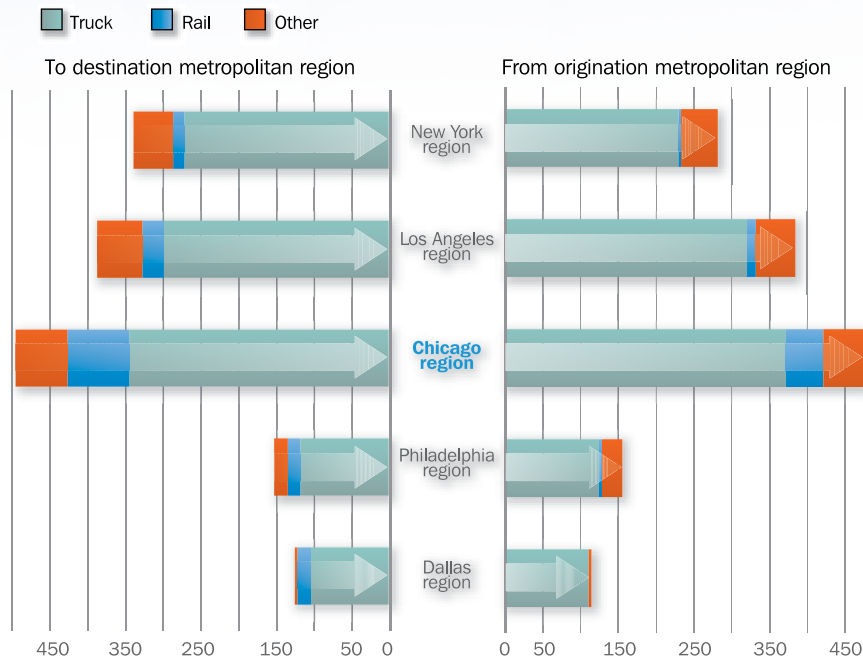 Truck Rail Other
To destination metropolitan region From origination metropolitan region
New York
region
Los Angeles
region
Chicago
region
Philadelphia
region
Dallas
region
450 350 250 150 50 0 0 50 150 250 350 450